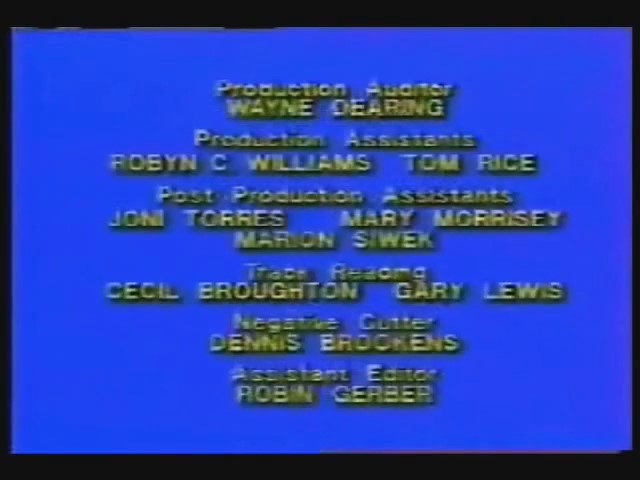 Production Auditor
WAYNE DEARING
Production Assistants
ROBYN C. WILLIAMS TOM RICE
Post Production Assistants
JONI TORRES MARY MORRISEY
MARION SIWEK
Track Reading
CECIL BROUGHTON GARY LEWIS
Negative Cutter
DENNIS BROOKENS
Assistant Editor
ROBIN GERBER